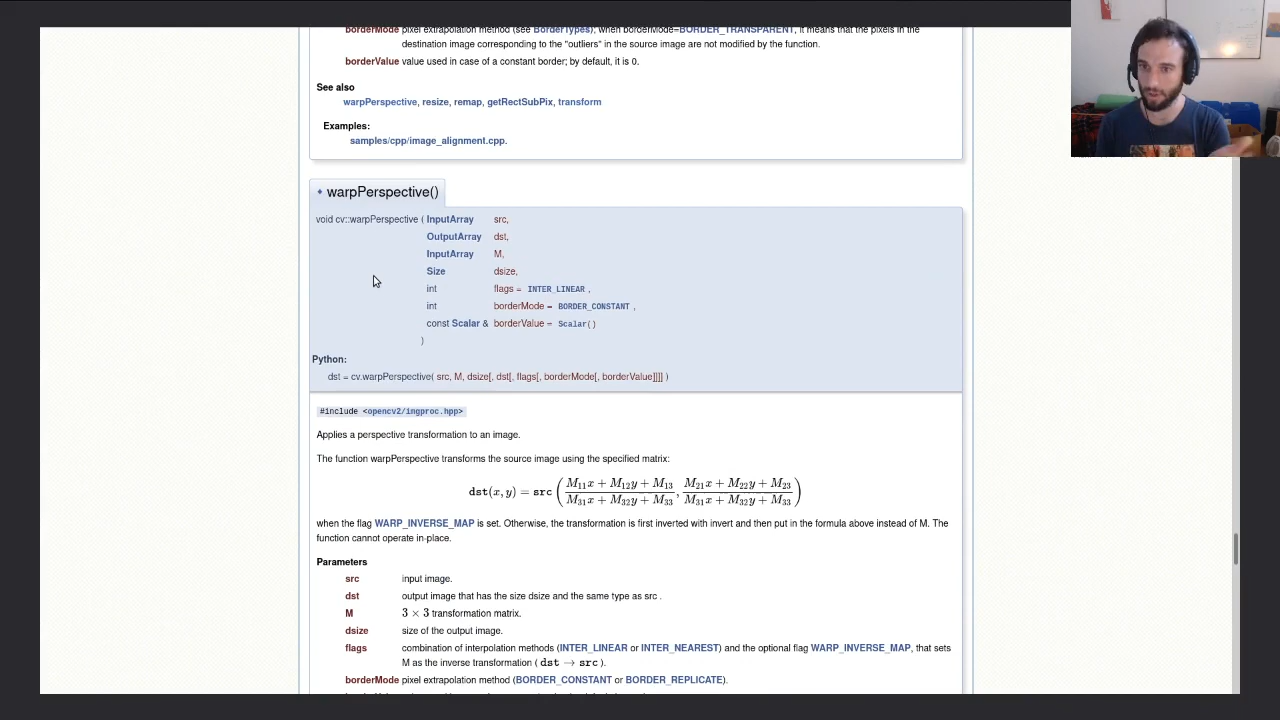 borderMode pixel extrapolation method (see BorderTypes); when borderMode=BORDER_TRANSPARENT, it means that the pixels in the
destination image corresponding to the "outliers" in the source image are not modified by the function.
borderValue value used in case of a constant border; by default, it is 0.
See also
warpPerspective, resize, remap, getRectSubPix, transform
Examples:
samples/cpp/image_alignment.cpp.
warpPerspective()
void cv::warpPerspective ( InputArray src,
OutputArray dst,
InputArray M,
Size dsize,
int flags = INTER_LINEAR ,
int borderMode = BORDER_CONSTANT ,
const Scalar & borderValue = Scalar()
)
Python:
dst = cv.warpPerspective( src, M, dsize[, dst[, flags[, borderMode[, borderValue]]]] )
#include <opencv2/imgproc.hpp>
Applies a perspective transformation to an image.
The function warpPerspective transforms the source image using the specified matrix:
dst(x, y) = src ( (M11x + M12y + M13) / (M31x + M32y + M33) , (M21x + M22y + M23) / (M31x + M32y + M33) )
when the flag WARP_INVERSE_MAP is set. Otherwise, the transformation is first inverted with invert and then put in the formula above instead of M. The
function cannot operate in-place.
Parameters
src input image.
dst output image that has the size dsize and the same type as src .
M 3 × 3 transformation matrix.
dsize size of the output image.
flags combination of interpolation methods (INTER_LINEAR or INTER_NEAREST) and the optional flag WARP_INVERSE_MAP, that sets
M as the inverse transformation ( dst → src ).
borderMode pixel extrapolation method (BORDER_CONSTANT or BORDER_REPLICATE).